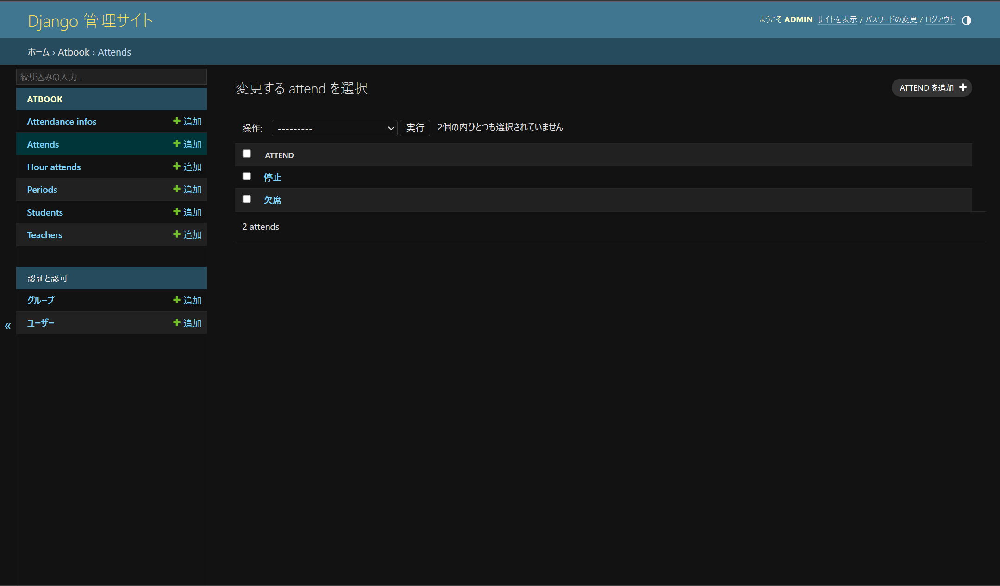 Django 管理サイト
ようこそ ADMIN. サイトを表示 / パスワードの変更 / ログアウト
ホーム › Atbook › Attends
絞り込みの入力...
ATBOOK
Attendance infos 追加
Attends 追加
Hour attends 追加
Periods 追加
Students 追加
Teachers 追加
認証と認可
グループ 追加
ユーザー 追加
«
変更する attend を選択
ATTEND を追加
操作: --------- 実行 2個の内ひとつも選択されていません
ATTEND
停止
欠席
2 attends